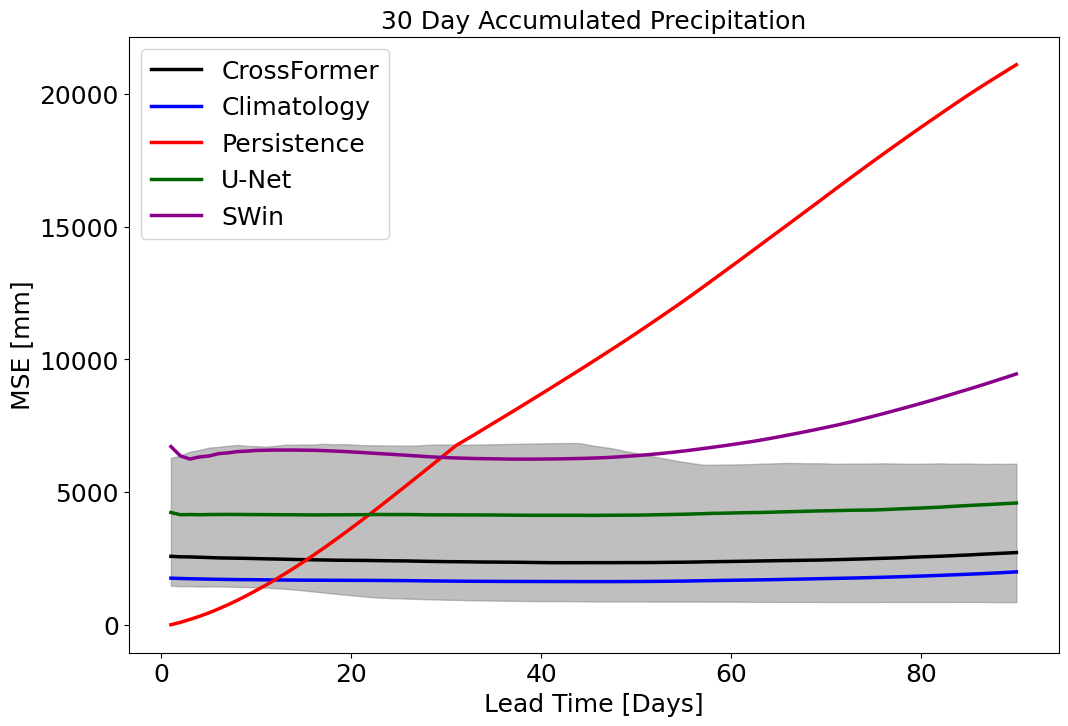 30 Day Accumulated Precipitation
CrossFormer
Climatology
Persistence
U-Net
SWin
MSE [mm]
20000
15000
10000
5000
0
0 20 40 60 80
Lead Time [Days]